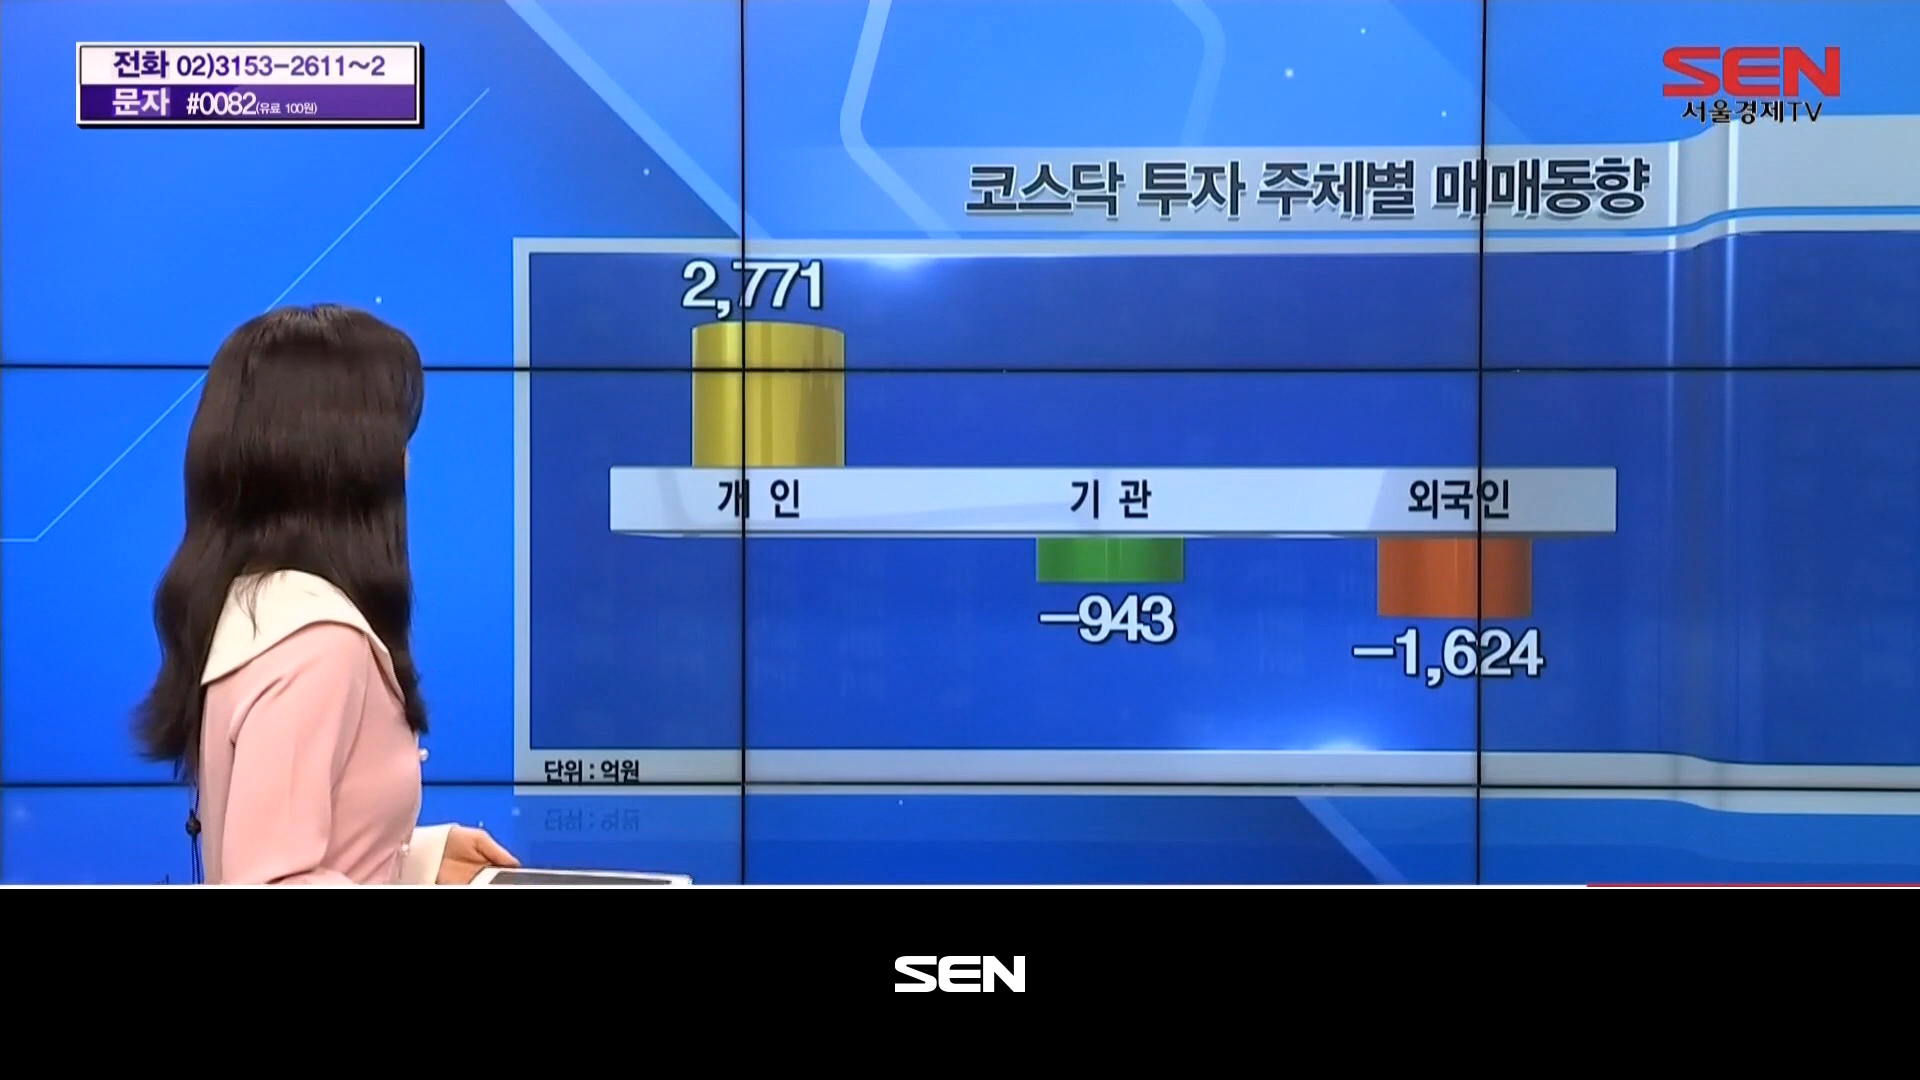 전화 02)3153-2611~2
문자 #0082(유료 100원)
SEN
서울경제TV
코스닥 투자 주체별 매매동향
2,771
개 인 기 관 외국인
-943
-1,624
단위 : 억원
SEN